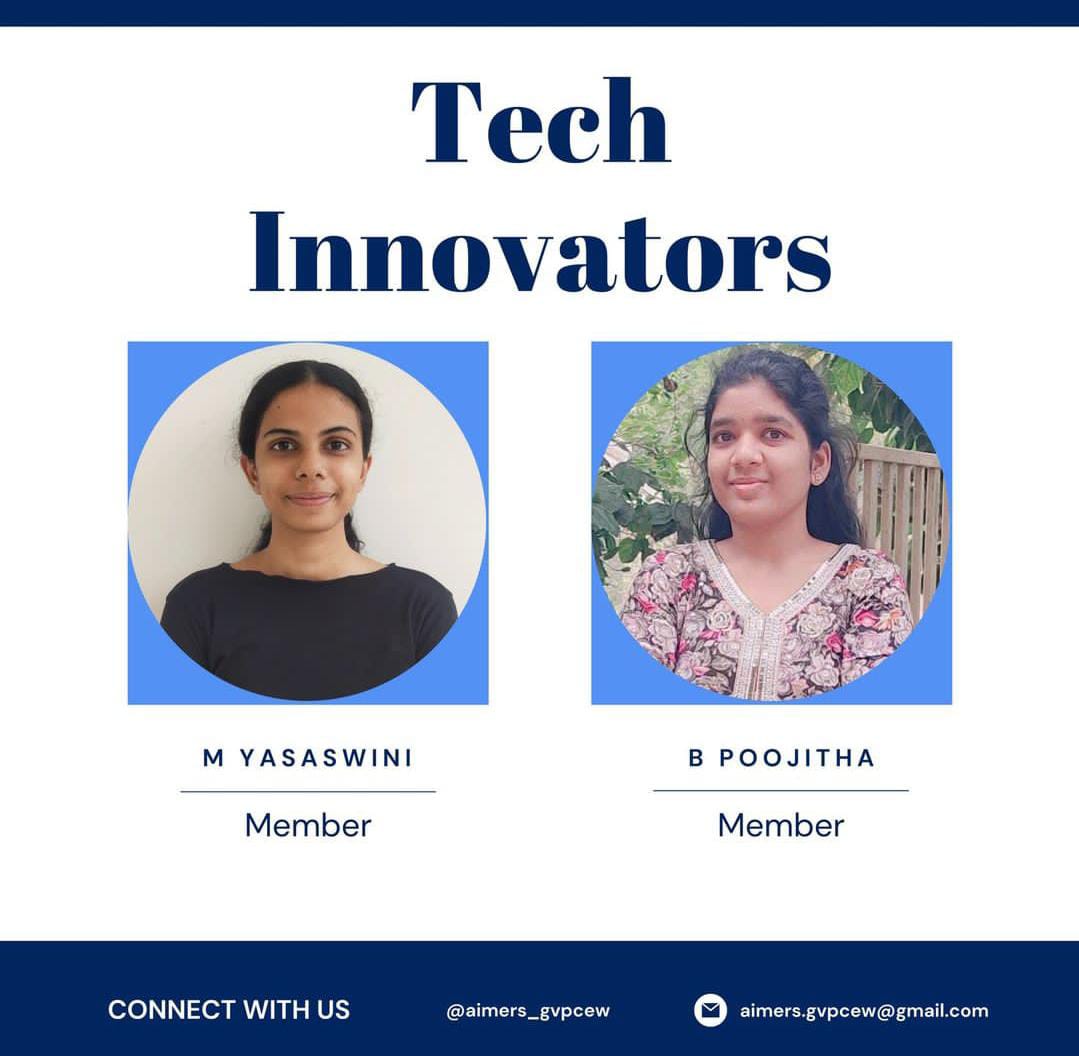 Tech
Innovators
M YASASWINI
B POOJITHA
Member
Member
CONNECT WITH US
@aimers_gvpcew
aimers.gvpcew@gmail.com